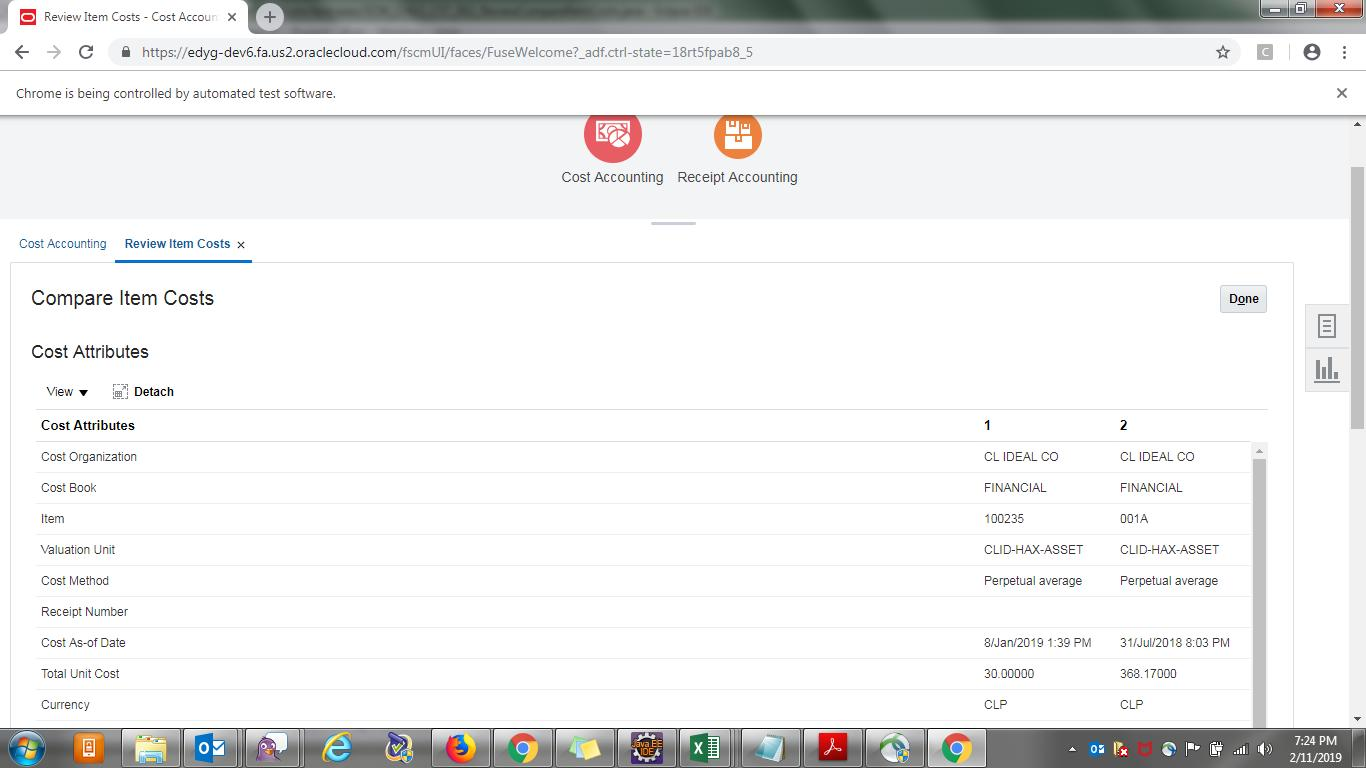 Review Item Costs - Cost Accoun
https://edyg-dev6.fa.us2.oraclecloud.com/fscmUI/faces/FuseWelcome?_adf.ctrl-state=18rt5fpab8_5
C
Chrome is being controlled by automated test software.
Cost Accounting Receipt Accounting
Cost Accounting Review Item Costs
Compare Item Costs Done
Cost Attributes
View Detach
Cost Attributes 1 2
Cost Organization CL IDEAL CO CL IDEAL CO
Cost Book FINANCIAL FINANCIAL
Item 100235 001A
Valuation Unit CLID-HAX-ASSET CLID-HAX-ASSET
Cost Method Perpetual average Perpetual average
Receipt Number
Cost As-of Date 8/Jan/2019 1:39 PM 31/Jul/2018 8:03 PM
Total Unit Cost 30.00000 368.17000
Currency CLP CLP
Java EE
IDE
7:24 PM
2/11/2019